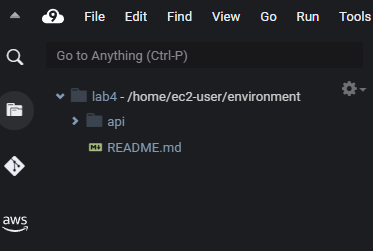 9 File Edit Find View Go Run Tools
Go to Anything (Ctrl-P)
lab4 - /home/ec2-user/environment
api
M↓ README.md
aws